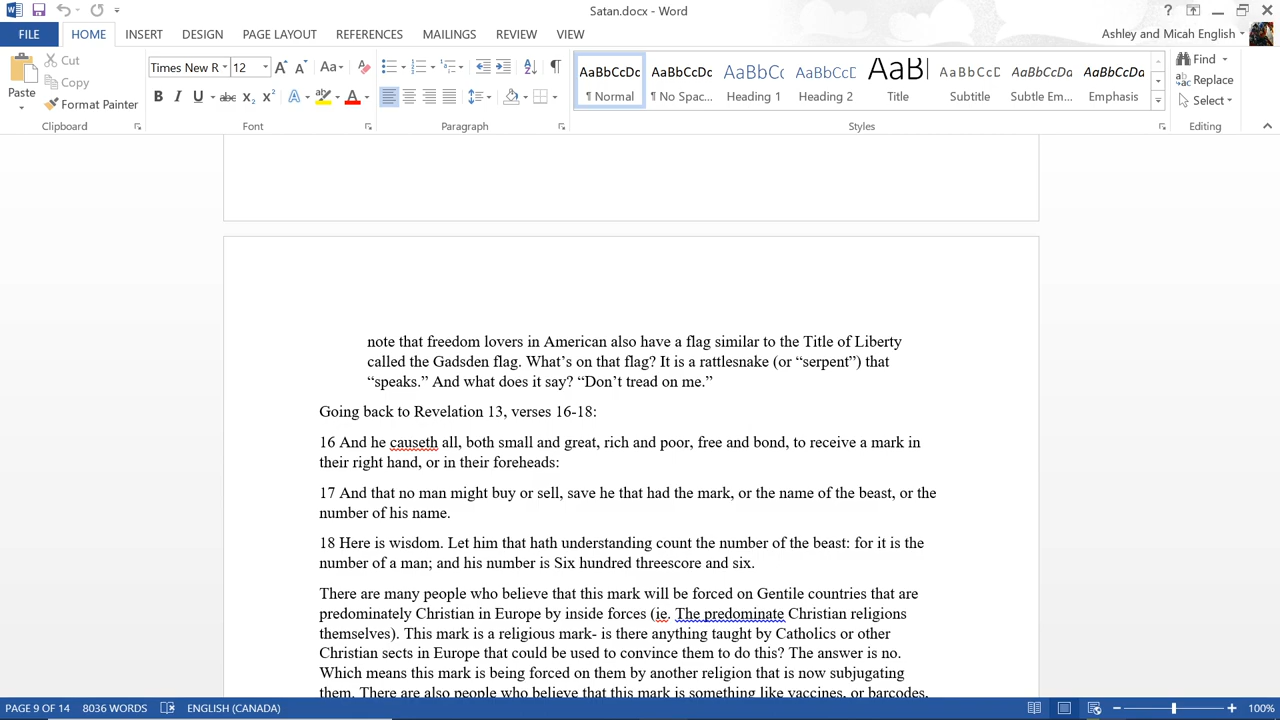 Satan.docx - Word
FILE HOME INSERT DESIGN PAGE LAYOUT REFERENCES MAILINGS REVIEW VIEW Ashley and Micah English
Paste Cut Copy Format Painter
Times New R 12
AaBbCcDc AaBbCcDc AaBbCc AaBbCcC AaB AaBbCcC AaBbCcDa AaBbCcDa
¶ Normal ¶ No Spac... Heading 1 Heading 2 Title Subtitle Subtle Em... Emphasis
Find Replace Select
Clipboard Font Paragraph Styles Editing
note that freedom lovers in American also have a flag similar to the Title of Liberty
called the Gadsden flag. What’s on that flag? It is a rattlesnake (or “serpent”) that
“speaks.” And what does it say? “Don’t tread on me.”
Going back to Revelation 13, verses 16-18:
16 And he causeth all, both small and great, rich and poor, free and bond, to receive a mark in
their right hand, or in their foreheads:
17 And that no man might buy or sell, save he that had the mark, or the name of the beast, or the
number of his name.
18 Here is wisdom. Let him that hath understanding count the number of the beast: for it is the
number of a man; and his number is Six hundred threescore and six.
There are many people who believe that this mark will be forced on Gentile countries that are
predominately Christian in Europe by inside forces (ie. The predominate Christian religions
themselves). This mark is a religious mark- is there anything taught by Catholics or other
Christian sects in Europe that could be used to convince them to do this? The answer is no.
Which means this mark is being forced on them by another religion that is now subjugating
them. There are also people who believe that this mark is something like vaccines, or barcodes,
PAGE 9 OF 14 8036 WORDS ENGLISH (CANADA) 100%